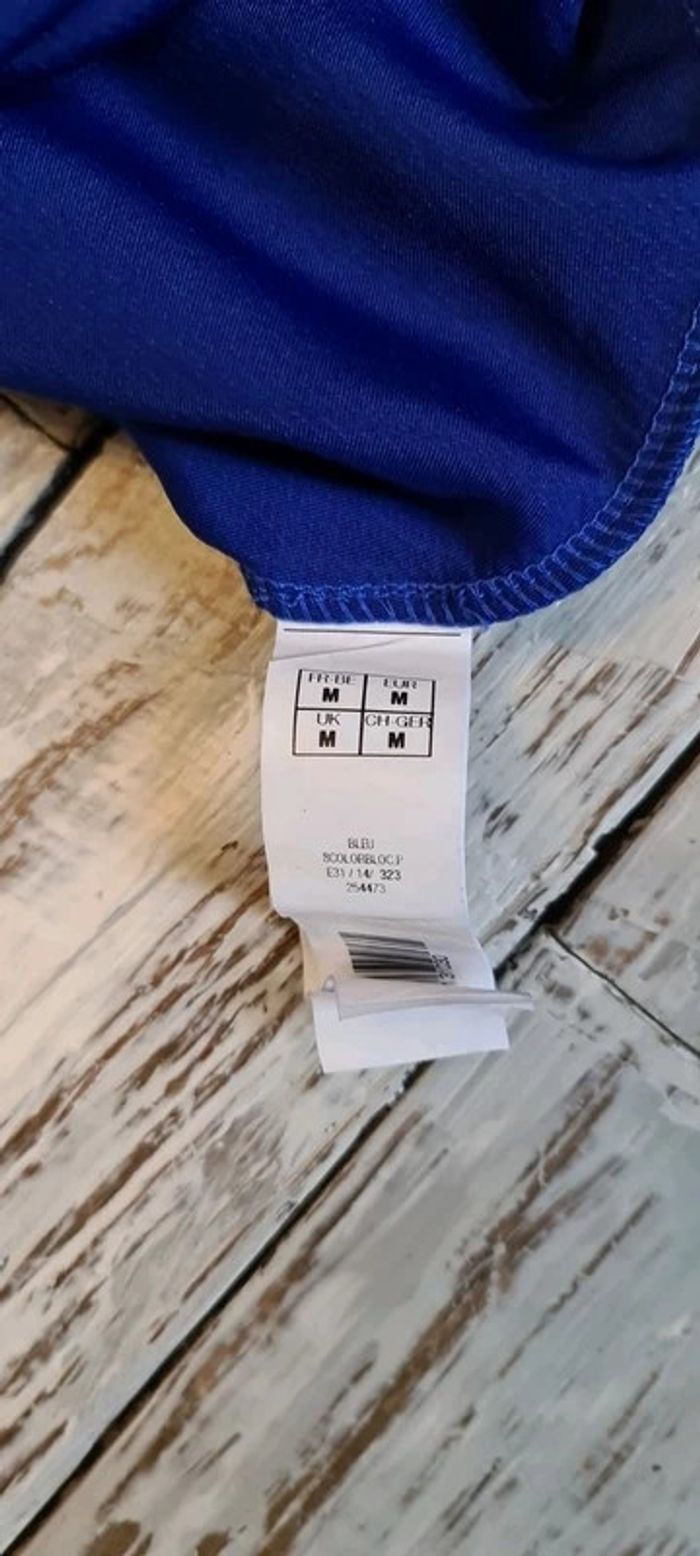 FR-BE EUR
M M
UK CH-GER
M M
BLEU
SCOLORBLOC.P
E31 / 14/ 323
254473